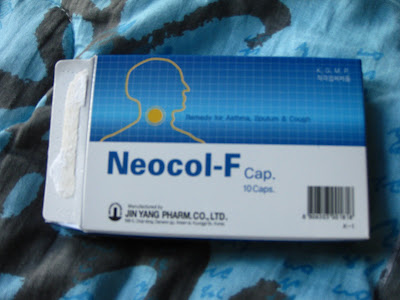 K. G. M. P.
Remedy for Asthma, Sputum & Cough
Neocol-F Cap.
10 Caps.
Manufactured by
JIN YANG PHARM. CO., LTD.